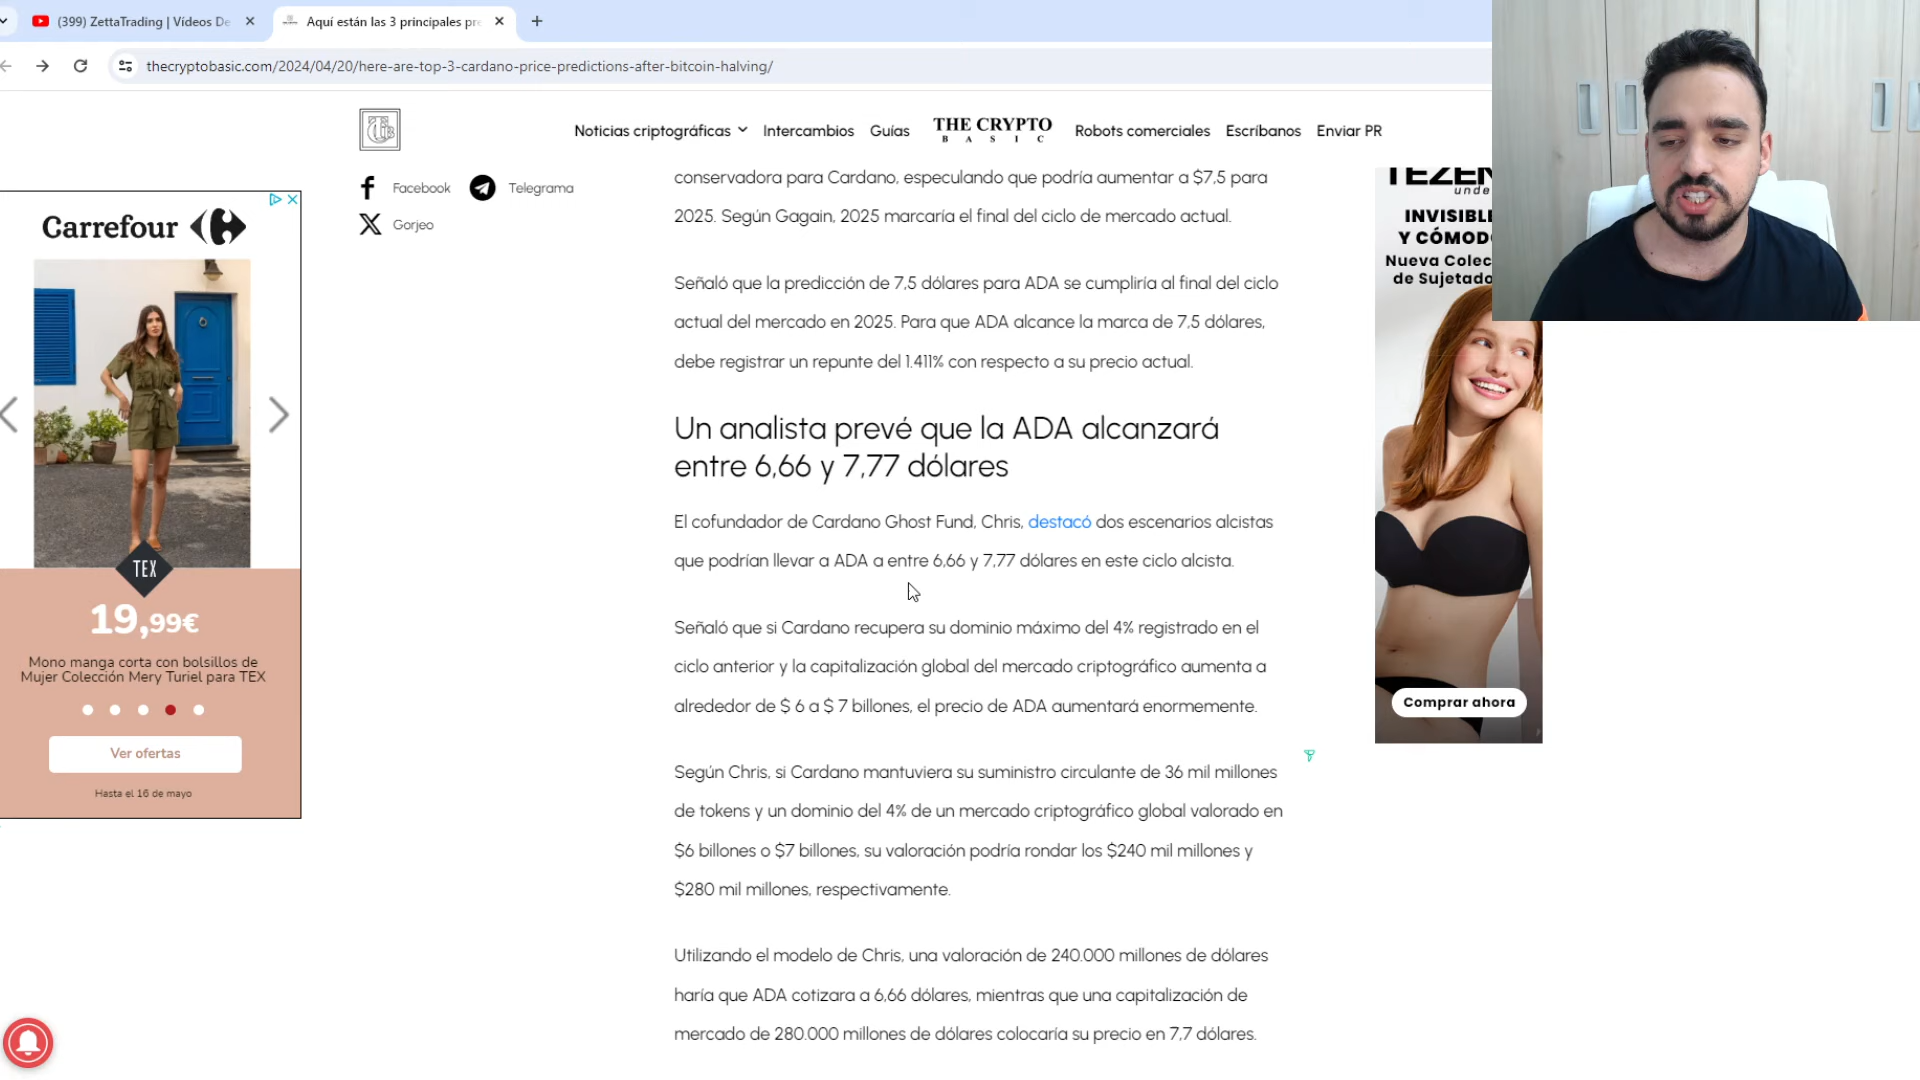 (399) ZettaTrading | Vídeos De
Aquí están las 3 principales pre
thecryptobasic.com/2024/04/20/here-are-top-3-cardano-price-predictions-after-bitcoin-halving/
Noticias criptográficas
Intercambios
Guías
THE CRYPTO
BASIC
Robots comerciales
Escríbanos
Enviar PR
Facebook
Telegrama
Gorjeo
conservadora para Cardano, especulando que podría aumentar a $7,5 para
2025. Según Gagain, 2025 marcaría el final del ciclo de mercado actual.
Señaló que la predicción de 7,5 dólares para ADA se cumpliría al final del ciclo
actual del mercado en 2025. Para que ADA alcance la marca de 7,5 dólares,
debe registrar un repunte del 1.411% con respecto a su precio actual.
Un analista prevé que la ADA alcanzará
entre 6,66 y 7,77 dólares
El cofundador de Cardano Ghost Fund, Chris, destacó dos escenarios alcistas
que podrían llevar a ADA a entre 6,66 y 7,77 dólares en este ciclo alcista.
Señaló que si Cardano recupera su dominio máximo del 4% registrado en el
ciclo anterior y la capitalización global del mercado criptográfico aumenta a
alrededor de $ 6 a $ 7 billones, el precio de ADA aumentará enormemente.
Según Chris, si Cardano mantuviera su suministro circulante de 36 mil millones
de tokens y un dominio del 4% de un mercado criptográfico global valorado en
$6 billones o $7 billones, su valoración podría rondar los $240 mil millones y
$280 mil millones, respectivamente.
Utilizando el modelo de Chris, una valoración de 240.000 millones de dólares
haría que ADA cotizara a 6,66 dólares, mientras que una capitalización de
mercado de 280.000 millones de dólares colocaría su precio en 7,7 dólares.
Carrefour
TEX
19,99€
Mono manga corta con bolsillos de
Mujer Colección Mery Turiel para TEX
Ver ofertas
Hasta el 16 de mayo
TEZEN
unde
INVISIBLE
Y CÓMODO
Nueva Colec
de Sujetado
Comprar ahora